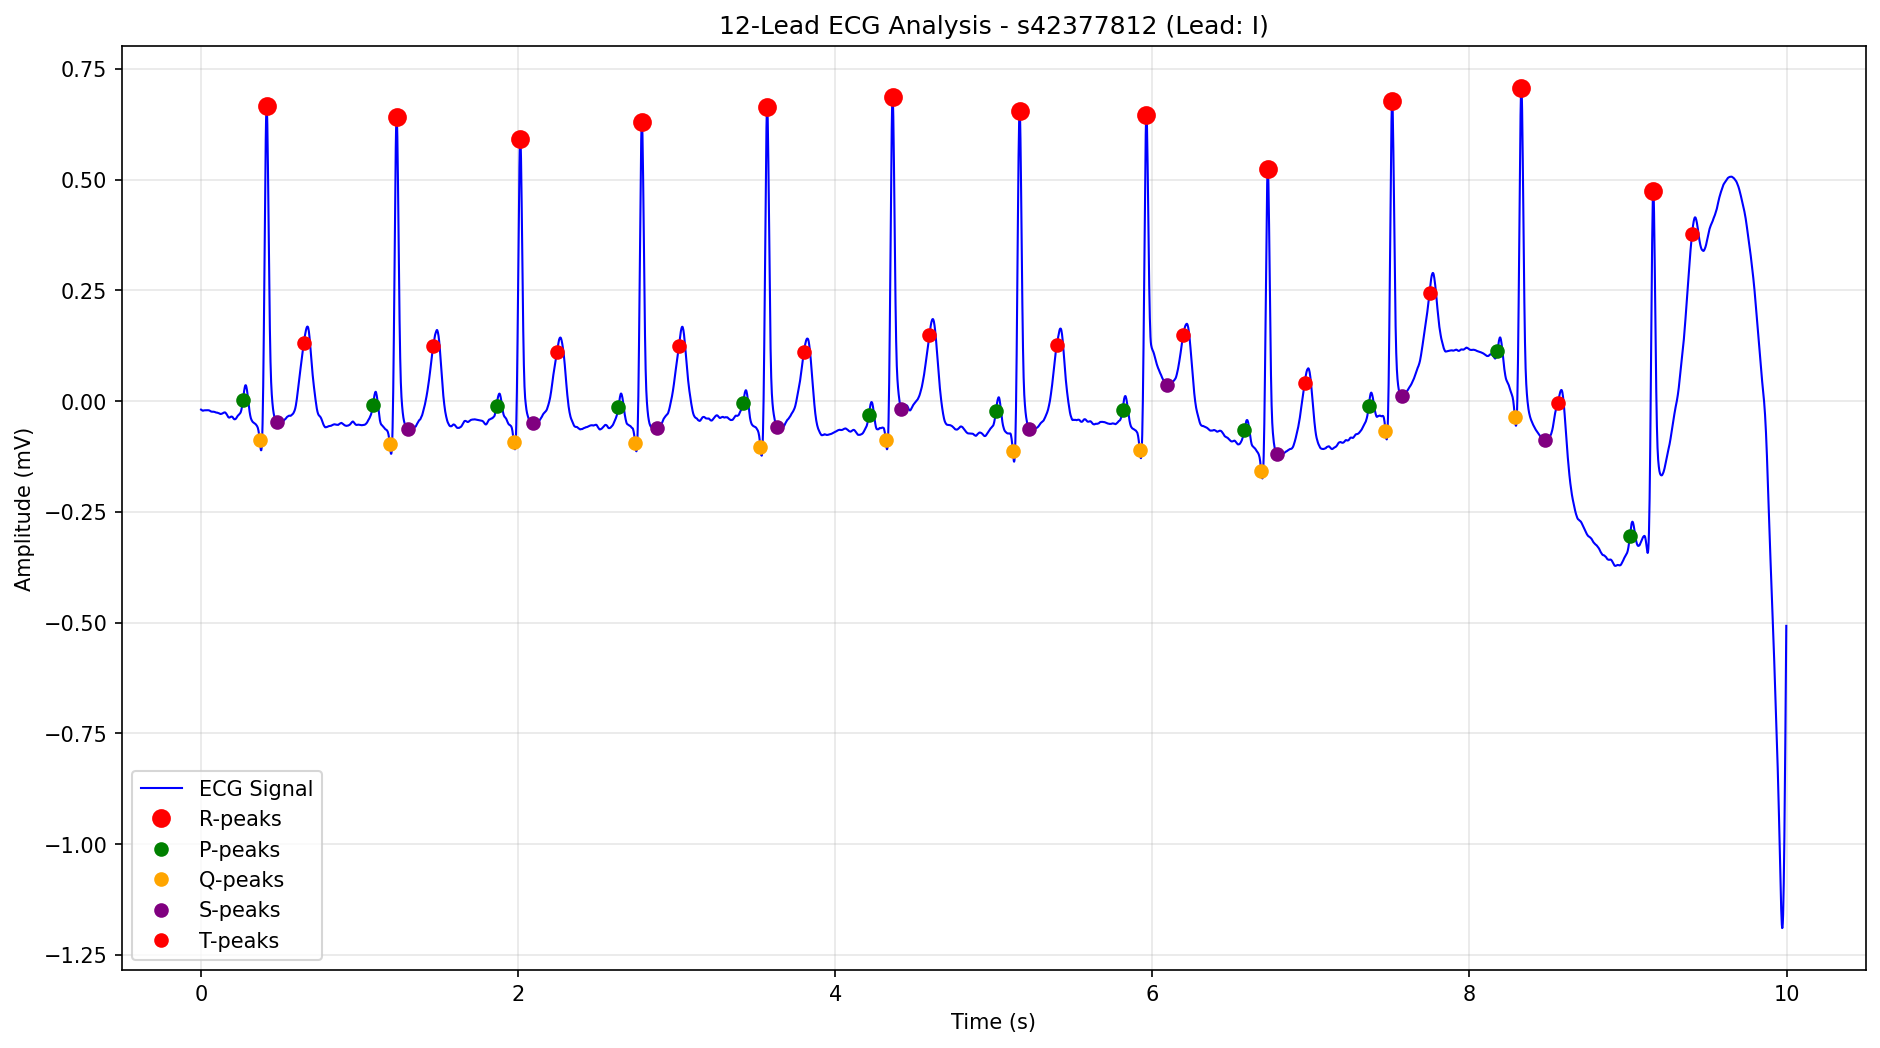 12-Lead ECG Analysis - s42377812 (Lead: I)
Amplitude (mV)
0.75
0.50
0.25
0.00
−0.25
−0.50
−0.75
−1.00
−1.25
ECG Signal
R-peaks
P-peaks
Q-peaks
S-peaks
T-peaks
0 2 4 6 8 10
Time (s)